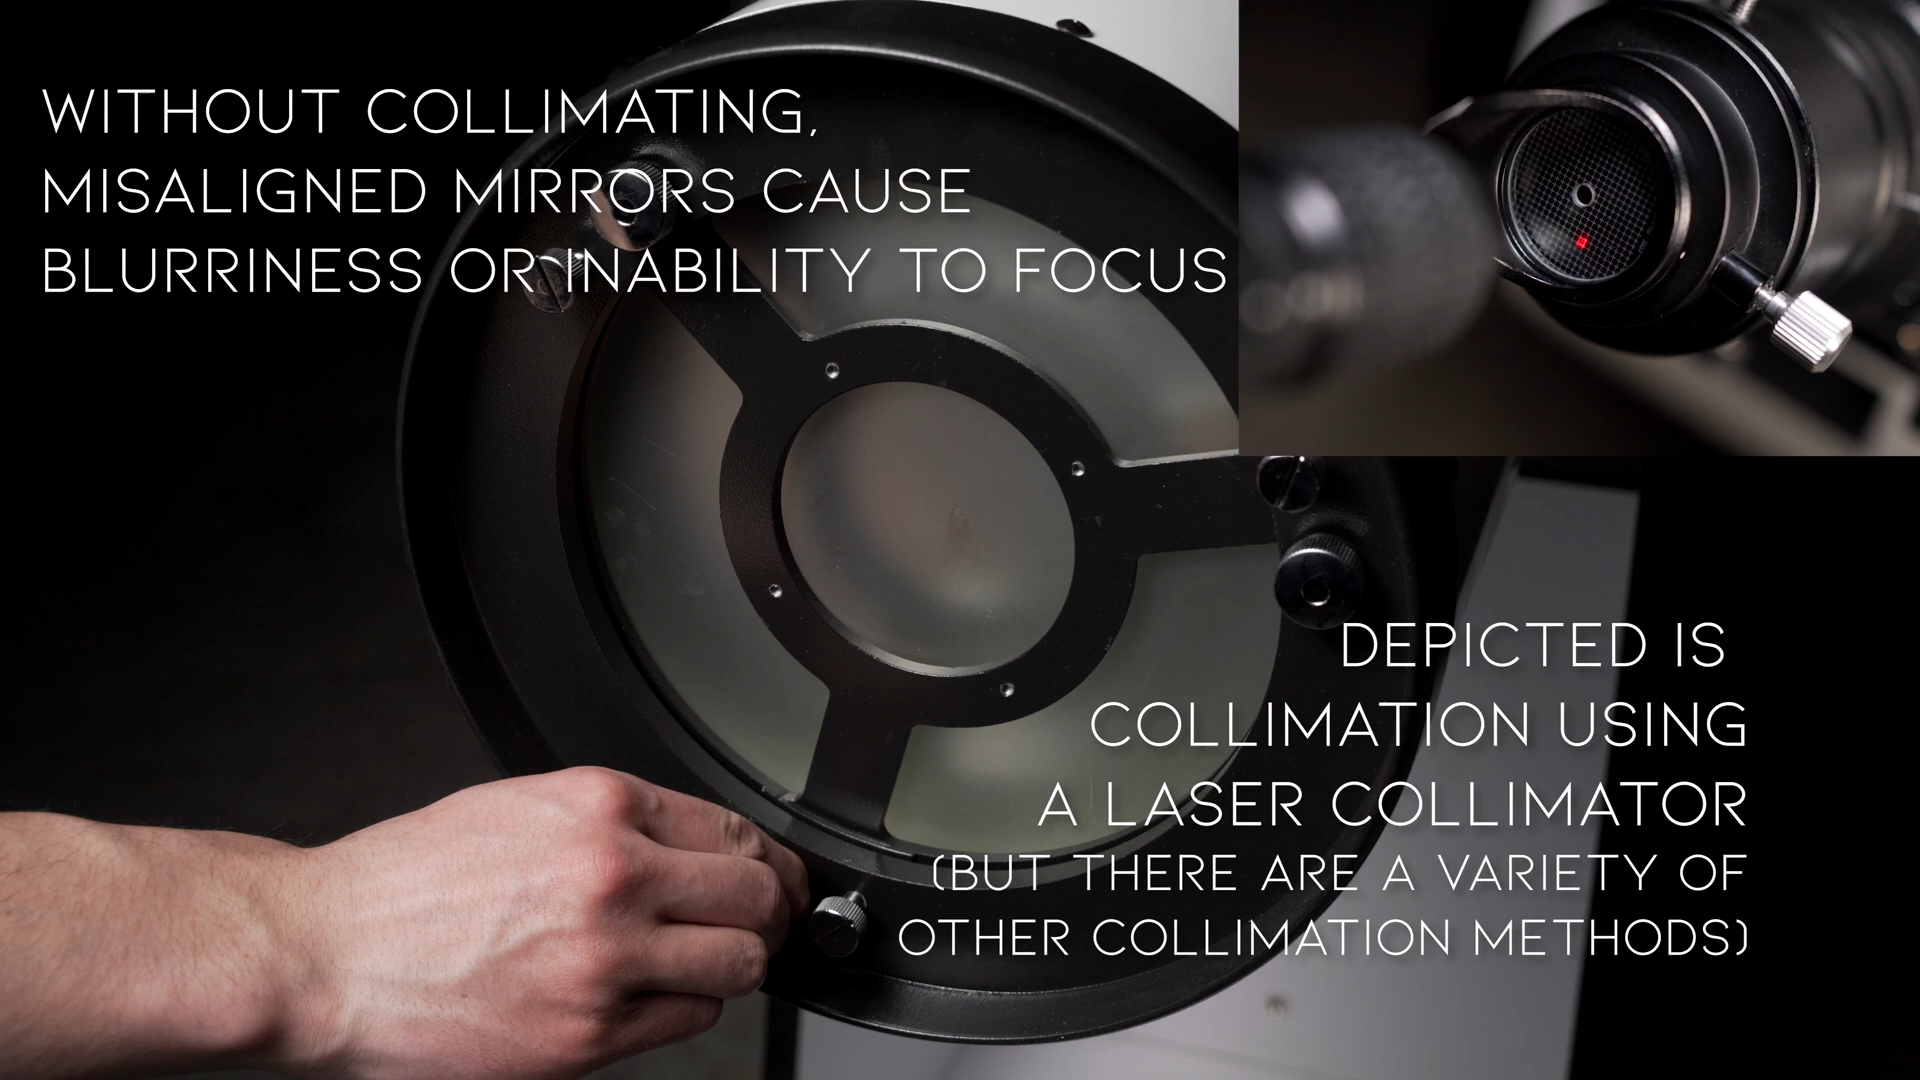 WITHOUT COLLIMATING,
MISALIGNED MIRRORS CAUSE
BLURRINESS OR INABILITY TO FOCUS
DEPICTED IS
COLLIMATION USING
A LASER COLLIMATOR
(BUT THERE ARE A VARIETY OF
OTHER COLLIMATION METHODS)